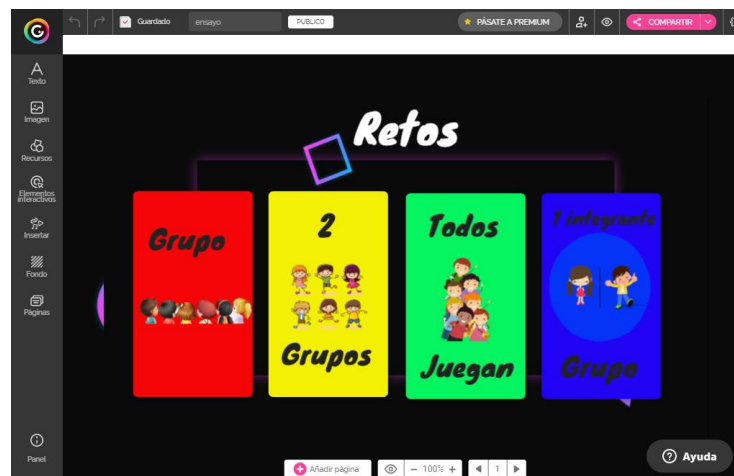 Guardado
ensayo
PUBLICO
PÁSATE A PREMIUM
COMPARTIR
Texto
Imagen
Recursos
Elementos
interactivos
Insertar
Fondo
Páginas
Panel
Retos
Grupo
2
Grupos
Todos
Juegan
1 integrante
Grupo
Añadir página
100%
1
Ayuda